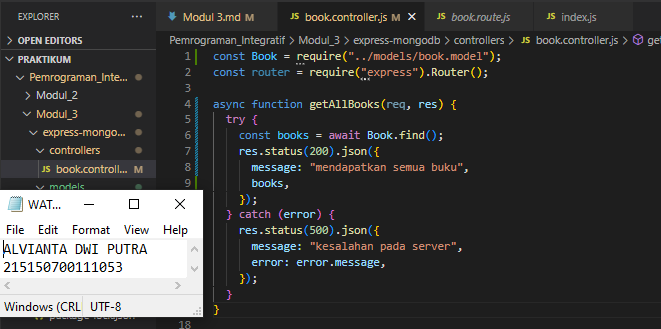 EXPLORER
...
Modul 3.md M
JS book.controller.js M
JS book.route.js
JS index.js
> OPEN EDITORS
PRAKTIKUM
Pemrograman_Inte...
> Modul_2
Modul_3
express-mongo...
controllers
JS book.controll... M
models
Pemrograman_Integratif > Modul_3 > express-mongodb > controllers > JS book.controller.js >
1 const Book = require("../models/book.model");
2 const router = require("express").Router();
3
4 async function getAllBooks(req, res) {
5 try {
6 const books = await Book.find();
7 res.status(200).json({
8 message: "mendapatkan semua buku",
9 books,
10 });
11 } catch (error) {
12 res.status(500).json({
13 message: "kesalahan pada server",
14 error: error.message,
15 });
16 }
17 }
18
WAT...
File Edit Format View Help
ALVIANTA DWI PUTRA
215150700111053
Windows (CRL UTF-8